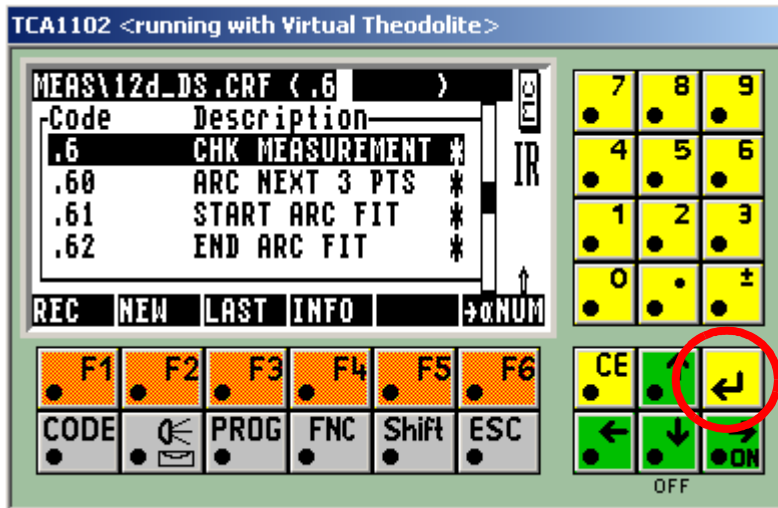 TCA1102 <running with Virtual Theodolite>
MEAS\12d_DS.CRF (.6 )
Code Description
.6 CHK MEASUREMENT *
.60 ARC NEXT 3 PTS *
.61 START ARC FIT *
.62 END ARC FIT *
IR
REC NEW LAST INFO →αNUM
7 8 9
4 5 6
1 2 3
0 . ±
F1 F2 F3 F4 F5 F6
CE
CODE PROG FNC Shift ESC
ON
OFF